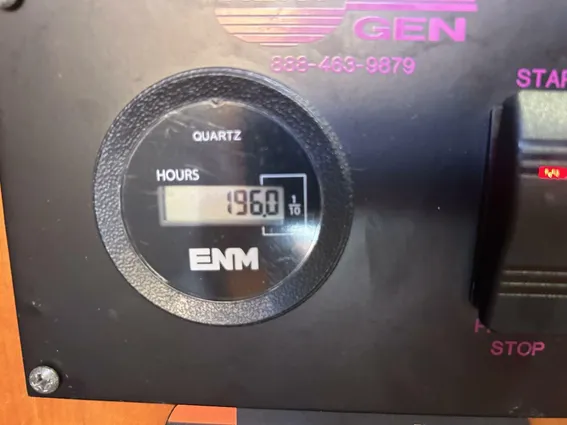 GEN
888-463-9879
QUARTZ
HOURS
196.0
1/10
ENM
STAR
STOP